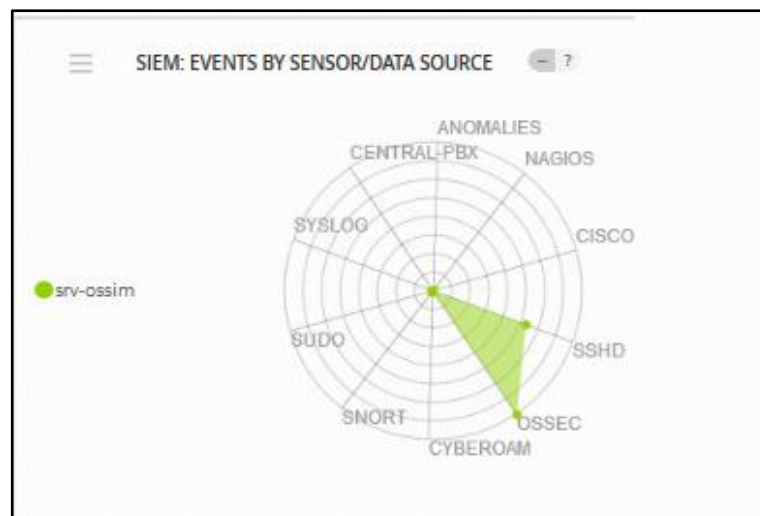 SIEM: EVENTS BY SENSOR/DATA SOURCE
– ?
ANOMALIES
CENTRAL-PBX
NAGIOS
SYSLOG
CISCO
srv-ossim
SUDO
SSHD
SNORT
OSSEC
CYBEROAM